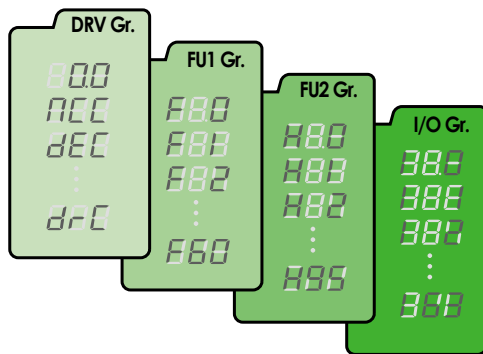 DRV Gr.
0.0
ACC
dEC
drC
FU1 Gr.
F 0
F 1
F 2
F60
FU2 Gr.
H 0
H 1
H 2
H95
I/O Gr.